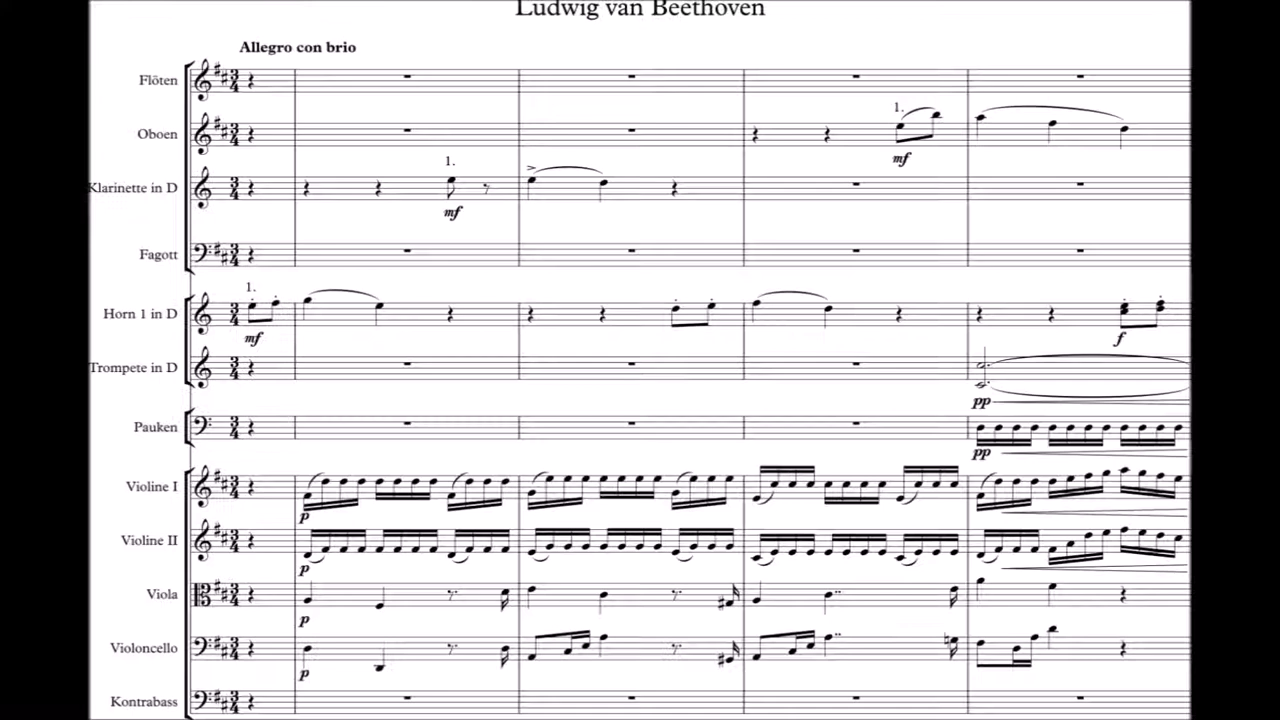 Ludwig van Beethoven
Allegro con brio
Flöten
1.
Oboen
mf
1.
Klarinette in D
mf
Fagott
1.
Horn 1 in D
mf
f
Trompete in D
pp
Pauken
pp
Violine I
p
Violine II
p
Viola
p
Violoncello
p
Kontrabass